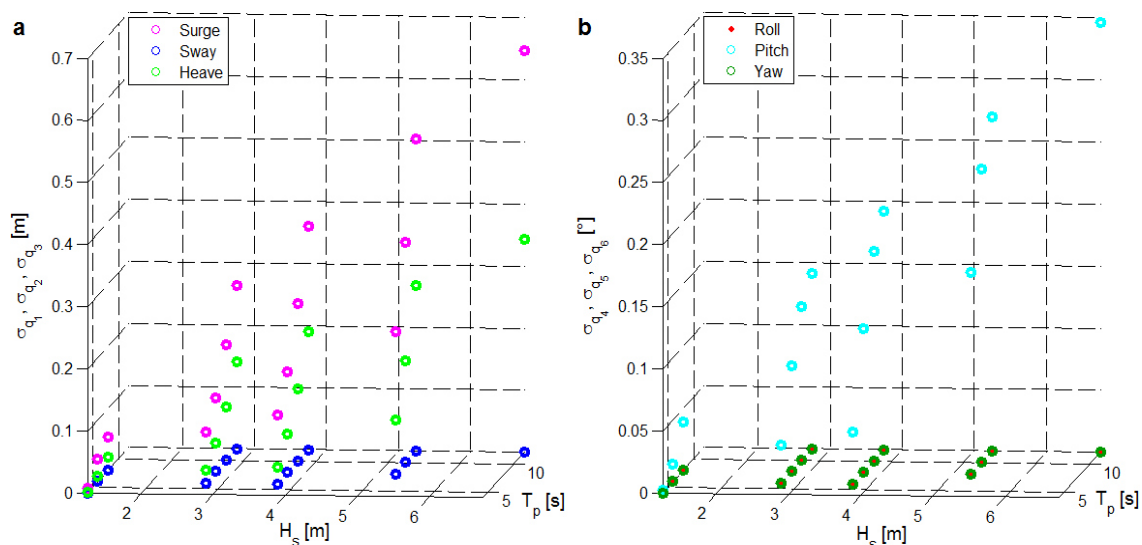 a
Surge
Sway
Heave
0.7
0.6
0.5
0.4
0.3
0.2
0.1
0
σq1, σq2, σq3 [m]
2
3
4
5
6
Hs [m]
5
10
Tp [s]
b
Roll
Pitch
Yaw
0.35
0.3
0.25
0.2
0.15
0.1
0.05
0
σq4, σq5, σq6 [°]
2
3
4
5
6
Hs [m]
5
10
Tp [s]